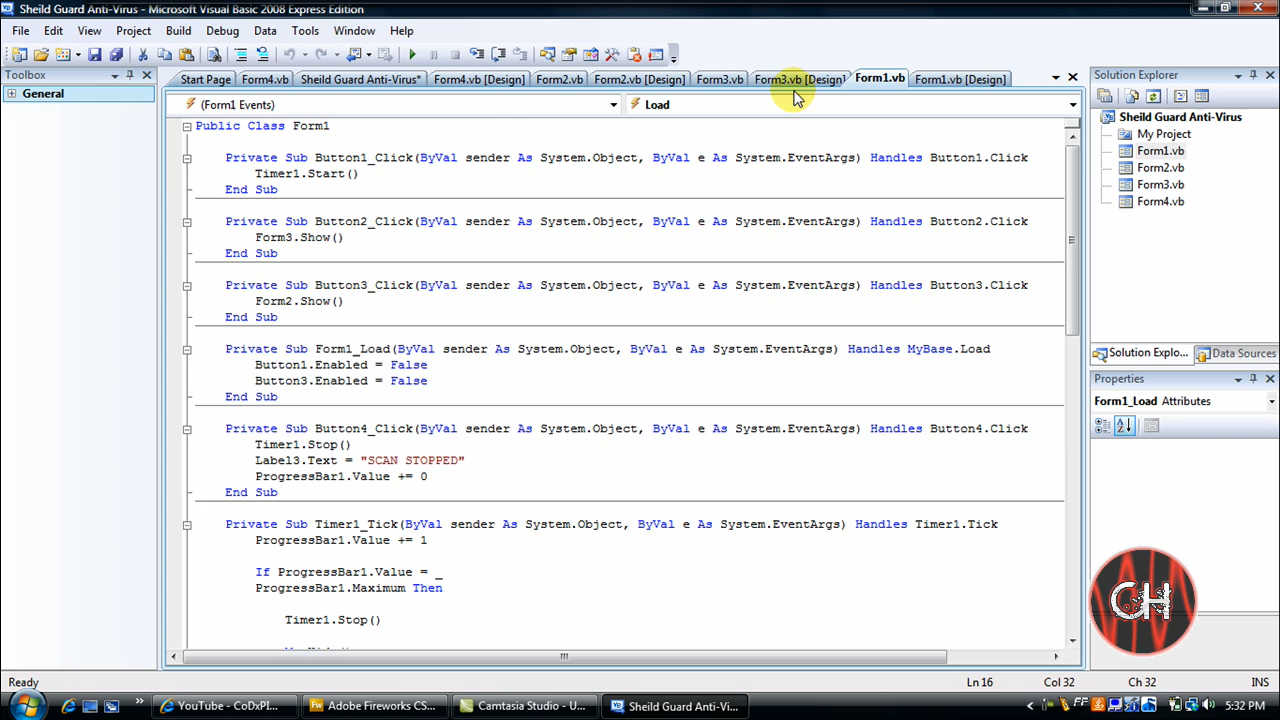 Sheild Guard Anti-Virus - Microsoft Visual Basic 2008 Express Edition
File Edit View Project Build Debug Data Tools Window Help
Toolbox
General
Start Page Form4.vb Sheild Guard Anti-Virus* Form4.vb [Design] Form2.vb Form2.vb [Design] Form3.vb Form3.vb [Design] Form1.vb Form1.vb [Design]
(Form1 Events) Load
Public Class Form1
Private Sub Button1_Click(ByVal sender As System.Object, ByVal e As System.EventArgs) Handles Button1.Click
Timer1.Start()
End Sub
Private Sub Button2_Click(ByVal sender As System.Object, ByVal e As System.EventArgs) Handles Button2.Click
Form3.Show()
End Sub
Private Sub Button3_Click(ByVal sender As System.Object, ByVal e As System.EventArgs) Handles Button3.Click
Form2.Show()
End Sub
Private Sub Form1_Load(ByVal sender As System.Object, ByVal e As System.EventArgs) Handles MyBase.Load
Button1.Enabled = False
Button3.Enabled = False
End Sub
Private Sub Button4_Click(ByVal sender As System.Object, ByVal e As System.EventArgs) Handles Button4.Click
Timer1.Stop()
Label3.Text = "SCAN STOPPED"
ProgressBar1.Value += 0
End Sub
Private Sub Timer1_Tick(ByVal sender As System.Object, ByVal e As System.EventArgs) Handles Timer1.Tick
ProgressBar1.Value += 1
If ProgressBar1.Value = _
ProgressBar1.Maximum Then
Timer1.Stop()
Solution Explorer
Sheild Guard Anti-Virus
My Project
Form1.vb
Form2.vb
Form3.vb
Form4.vb
Solution Explo... Data Sources
Properties
Form1_Load Attributes
CH
Ready Ln 16 Col 32 Ch 32 INS
YouTube - CoDxPI... Adobe Fireworks CS... Camtasia Studio - U... Sheild Guard Anti-Vi... FF 5:32 PM